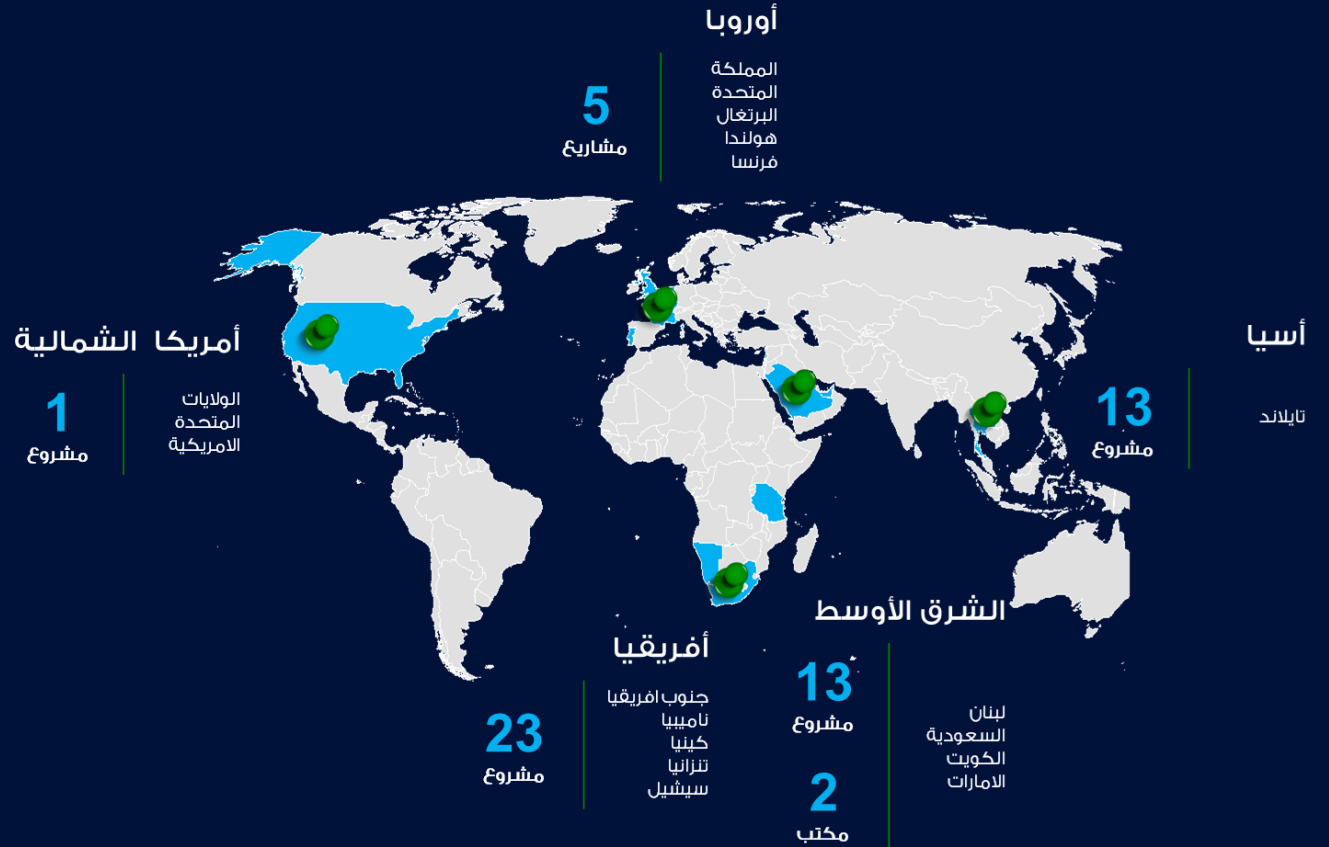 أوروبا
المملكة
المتحدة
البرتغال
هولندا
فرنسا
5
مشاريع
أمريكا الشمالية
الولايات
المتحدة
الامريكية
1
مشروع
أسيا
تايلاند
13
مشروع
الشرق الأوسط
لبنان
السعودية
الكويت
الامارات
13
مشروع
2
مكتب
أفريقيا
جنوب افريقيا
ناميبيا
كينيا
تنزانيا
سيشيل
23
مشروع